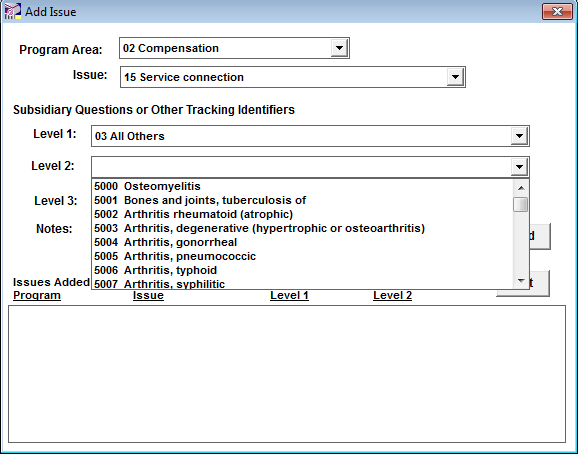 Add Issue
Program Area: 02 Compensation
Issue: 15 Service connection
Subsidiary Questions or Other Tracking Identifiers
Level 1: 03 All Others
Level 2:
5000 Osteomyelitis
5001 Bones and joints, tuberculosis of
Level 3:
5002 Arthritis rheumatoid (atrophic)
5003 Arthritis, degenerative (hypertrophic or osteoarthritis)
Notes:
5004 Arthritis, gonorrheal
5005 Arthritis, pneumococcic
5006 Arthritis, typhoid
5007 Arthritis, syphilitic
Issues Added
Program Issue Level 1 Level 2